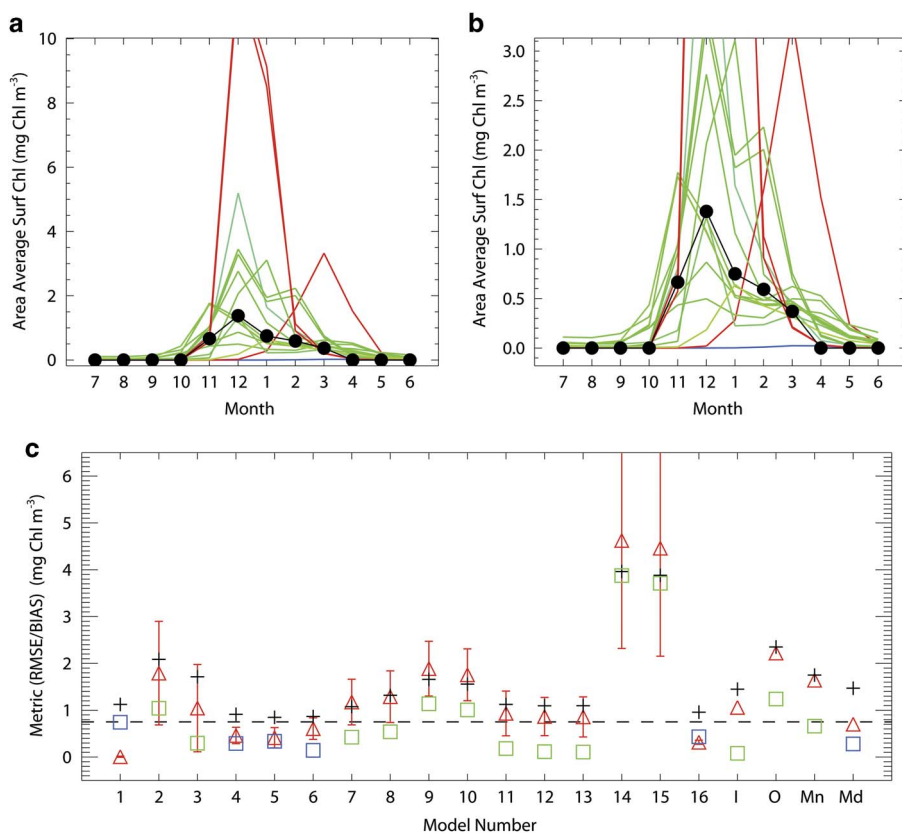 a
10
8
6
4
2
0
Area Average Surf Chl (mg Chl m⁻³)
7 8 9 10 11 12 1 2 3 4 5 6
Month
b
3.0
2.5
2.0
1.5
1.0
0.5
0.0
Area Average Surf Chl (mg Chl m⁻³)
7 8 9 10 11 12 1 2 3 4 5 6
Month
c
6
5
4
3
2
1
0
Metric (RMSE/BIAS) (mg Chl m⁻³)
1 2 3 4 5 6 7 8 9 10 11 12 13 14 15 16 I O Mn Md
Model Number